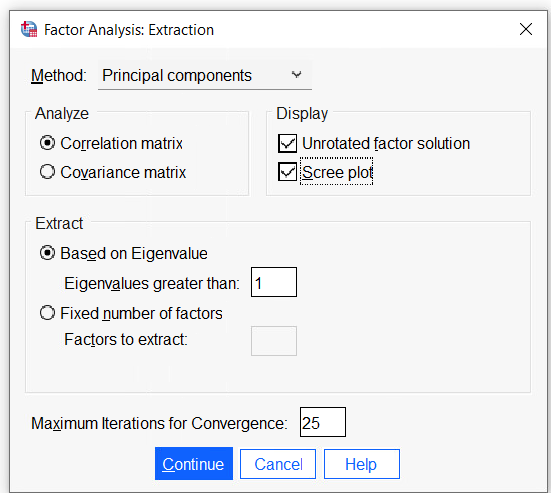 Factor Analysis: Extraction
Method: Principal components
Analyze
Correlation matrix
Covariance matrix
Display
Unrotated factor solution
Scree plot
Extract
Based on Eigenvalue
Eigenvalues greater than: 1
Fixed number of factors
Factors to extract:
Maximum Iterations for Convergence: 25
Continue Cancel Help